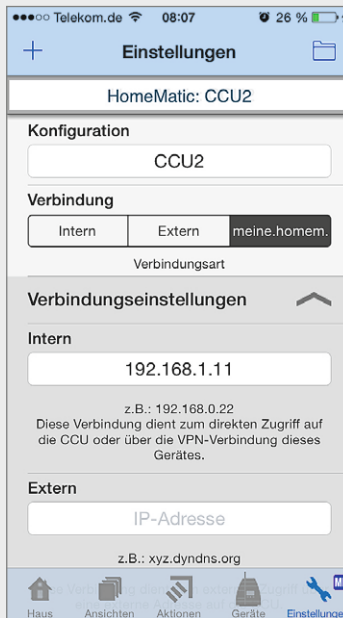 Telekom.de 08:07 26 %
Einstellungen
HomeMatic: CCU2
Konfiguration
CCU2
Verbindung
Intern Extern meine.homem.
Verbindungsart
Verbindungseinstellungen
Intern
192.168.1.11
z.B.: 192.168.0.22
Diese Verbindung dient zum direkten Zugriff auf
die CCU oder über die VPN-Verbindung dieses
Gerätes.
Extern
IP-Adresse
z.B.: xyz.dyndns.org
Haus Ansichten Aktionen Geräte Einstellunge